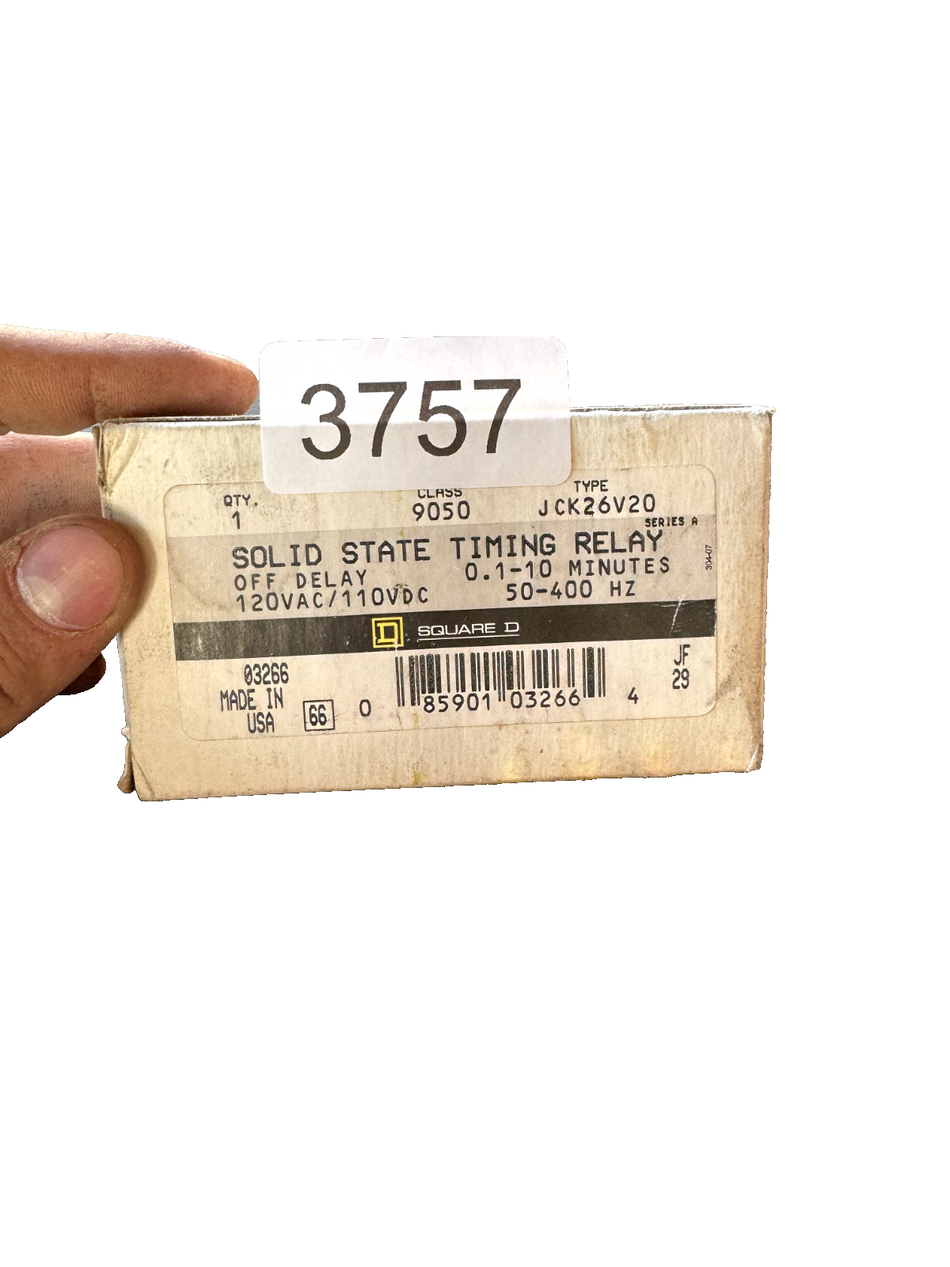 3757
QTY. CLASS TYPE
1 9050 JCK26V20
SERIES A
SOLID STATE TIMING RELAY
OFF DELAY 0.1-10 MINUTES
120VAC/110VDC 50-400 HZ
304-07
D SQUARE D
03266 JF
MADE IN 29
USA 66 0 85901 03266 4